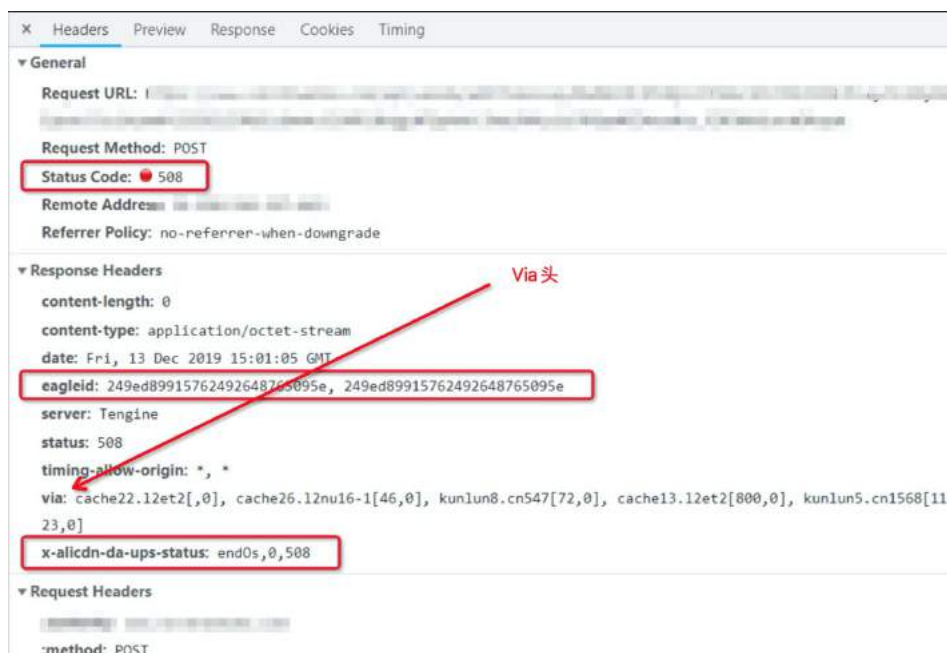 × Headers Preview Response Cookies Timing
▼ General
Request URL:
Request Method: POST
Status Code: 508
Remote Address
Referrer Policy: no-referrer-when-downgrade
▼ Response Headers
Via头
content-length: 0
content-type: application/octet-stream
date: Fri, 13 Dec 2019 15:01:05 GMT
eagleid: 249ed89915762492648765095e, 249ed89915762492648765095e
server: Tengine
status: 508
timing-allow-origin: *, *
via: cache22.l2et2[,0], cache26.l2nu16-1[46,0], kunlun8.cn547[72,0], cache13.l2et2[800,0], kunlun5.cn1568[11
23,0]
x-alicdn-da-ups-status: endOs,0,508
▼ Request Headers
:method: POST